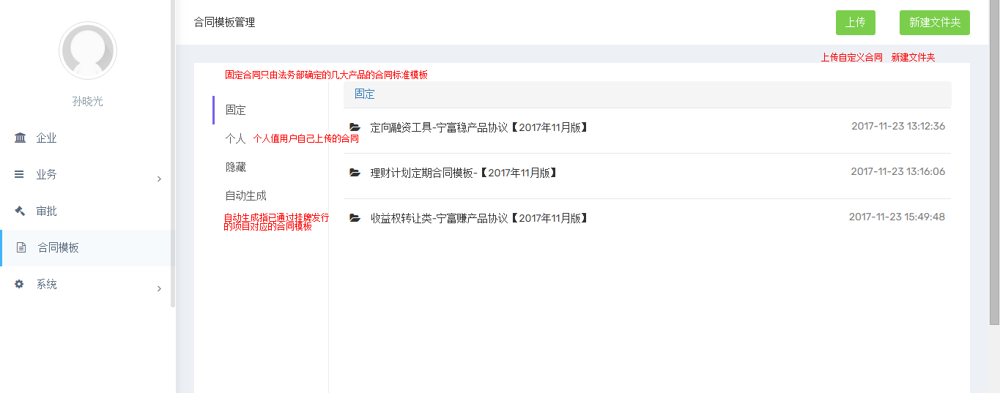 合同模板管理
上传
新建文件夹
上传自定义合同
新建文件夹
孙晓光
企业
业务
审批
合同模板
系统
固定合同只由法务部确定的几大产品的合同标准模板
固定
个人
个人值用户自己上传的合同
隐藏
自动生成
自动生成指已通过挂牌发行
的项目对应的合同模板
固定
定向融资工具-宁富稳产品协议【2017年11月版】
2017-11-23 13:12:36
理财计划定期合同模板-【2017年11月版】
2017-11-23 13:16:06
收益权转让类-宁富赚产品协议【2017年11月版】
2017-11-23 15:49:48